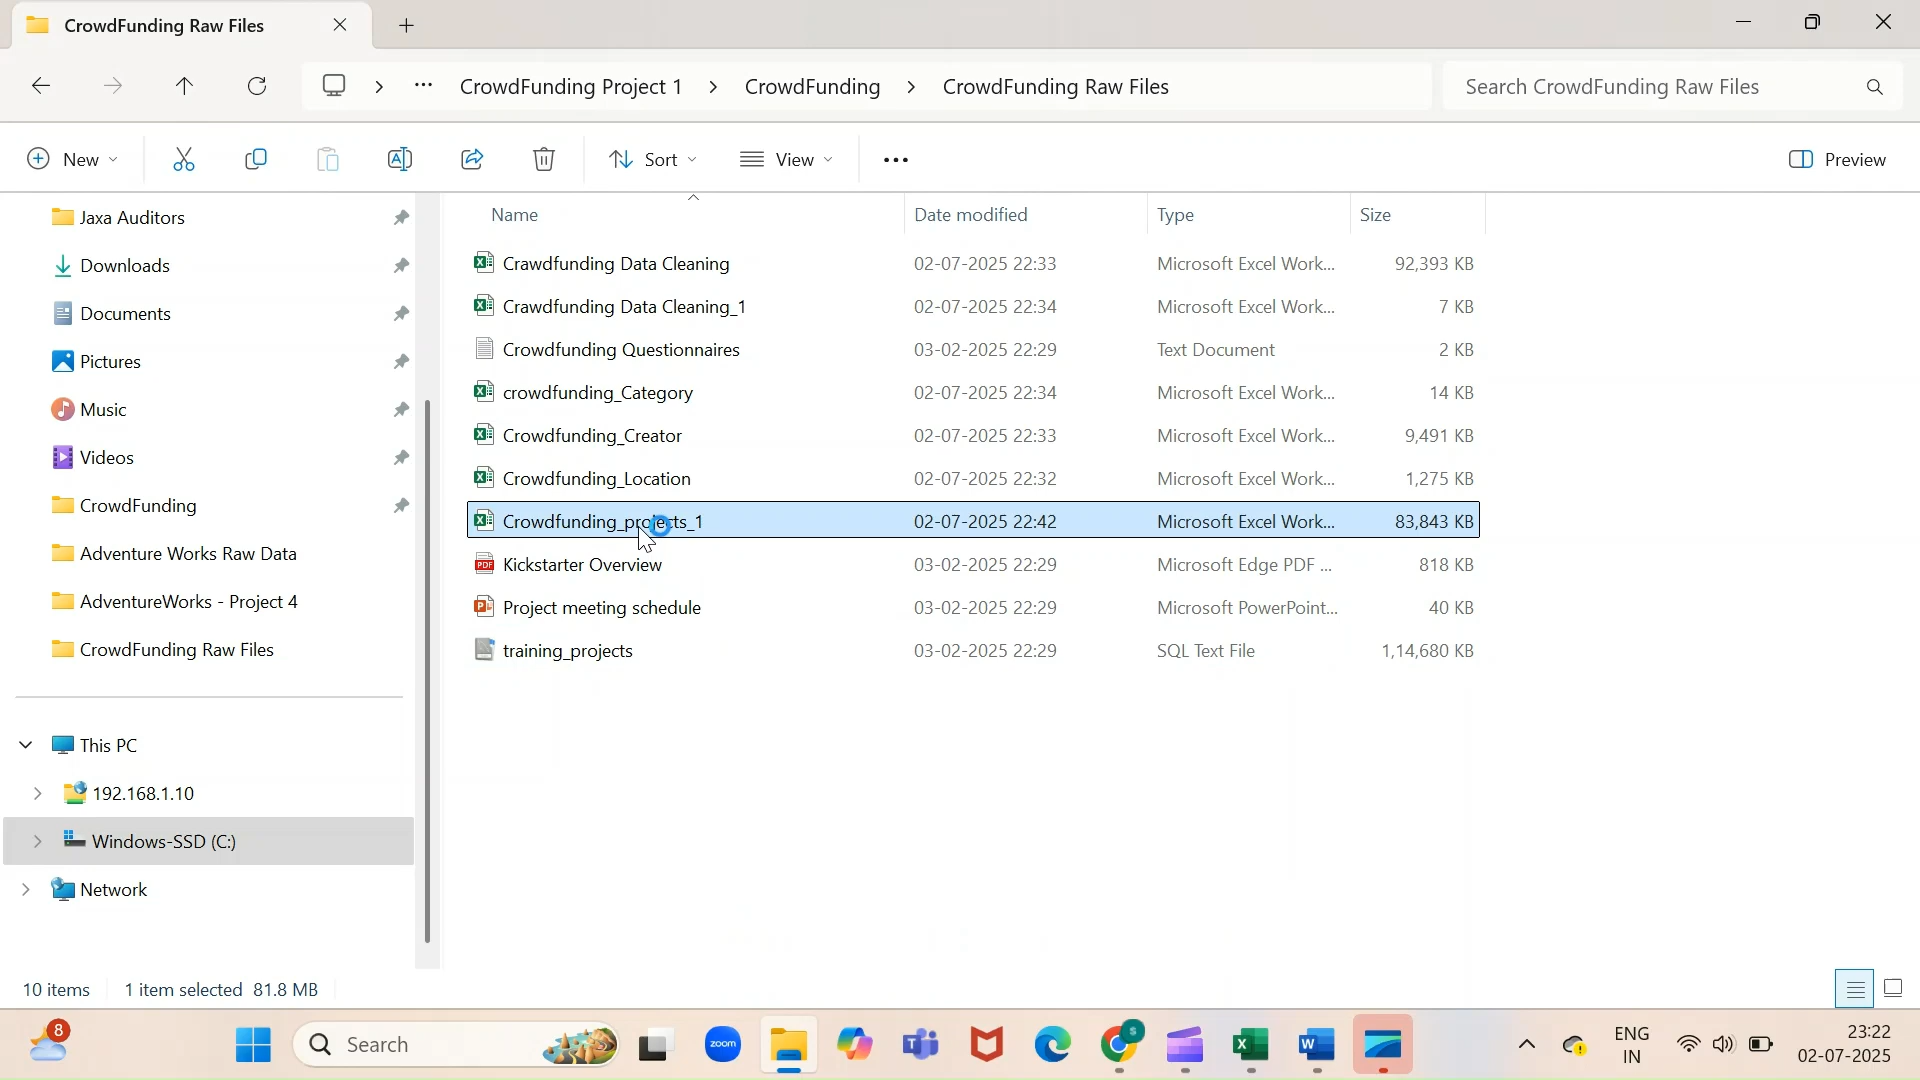 CrowdFunding Raw Files
CrowdFunding Project 1 > CrowdFunding > CrowdFunding Raw Files
Search CrowdFunding Raw Files
New
Sort
View
Preview
Jaxa Auditors
Downloads
Documents
Pictures
Music
Videos
CrowdFunding
Adventure Works Raw Data
AdventureWorks - Project 4
CrowdFunding Raw Files
This PC
192.168.1.10
Windows-SSD (C:)
Network
Name Date modified Type Size
Crawdfunding Data Cleaning 02-07-2025 22:33 Microsoft Excel Work... 92,393 KB
Crawdfunding Data Cleaning_1 02-07-2025 22:34 Microsoft Excel Work... 7 KB
Crowdfunding Questionnaires 03-02-2025 22:29 Text Document 2 KB
crowdfunding_Category 02-07-2025 22:34 Microsoft Excel Work... 14 KB
Crowdfunding_Creator 02-07-2025 22:33 Microsoft Excel Work... 9,491 KB
Crowdfunding_Location 02-07-2025 22:32 Microsoft Excel Work... 1,275 KB
Crowdfunding_projects_1 02-07-2025 22:42 Microsoft Excel Work... 83,843 KB
Kickstarter Overview 03-02-2025 22:29 Microsoft Edge PDF ... 818 KB
Project meeting schedule 03-02-2025 22:29 Microsoft PowerPoint... 40 KB
training_projects 03-02-2025 22:29 SQL Text File 1,14,680 KB
10 items 1 item selected 81.8 MB
8
Search
zoom
S
ENG
IN
23:22
02-07-2025